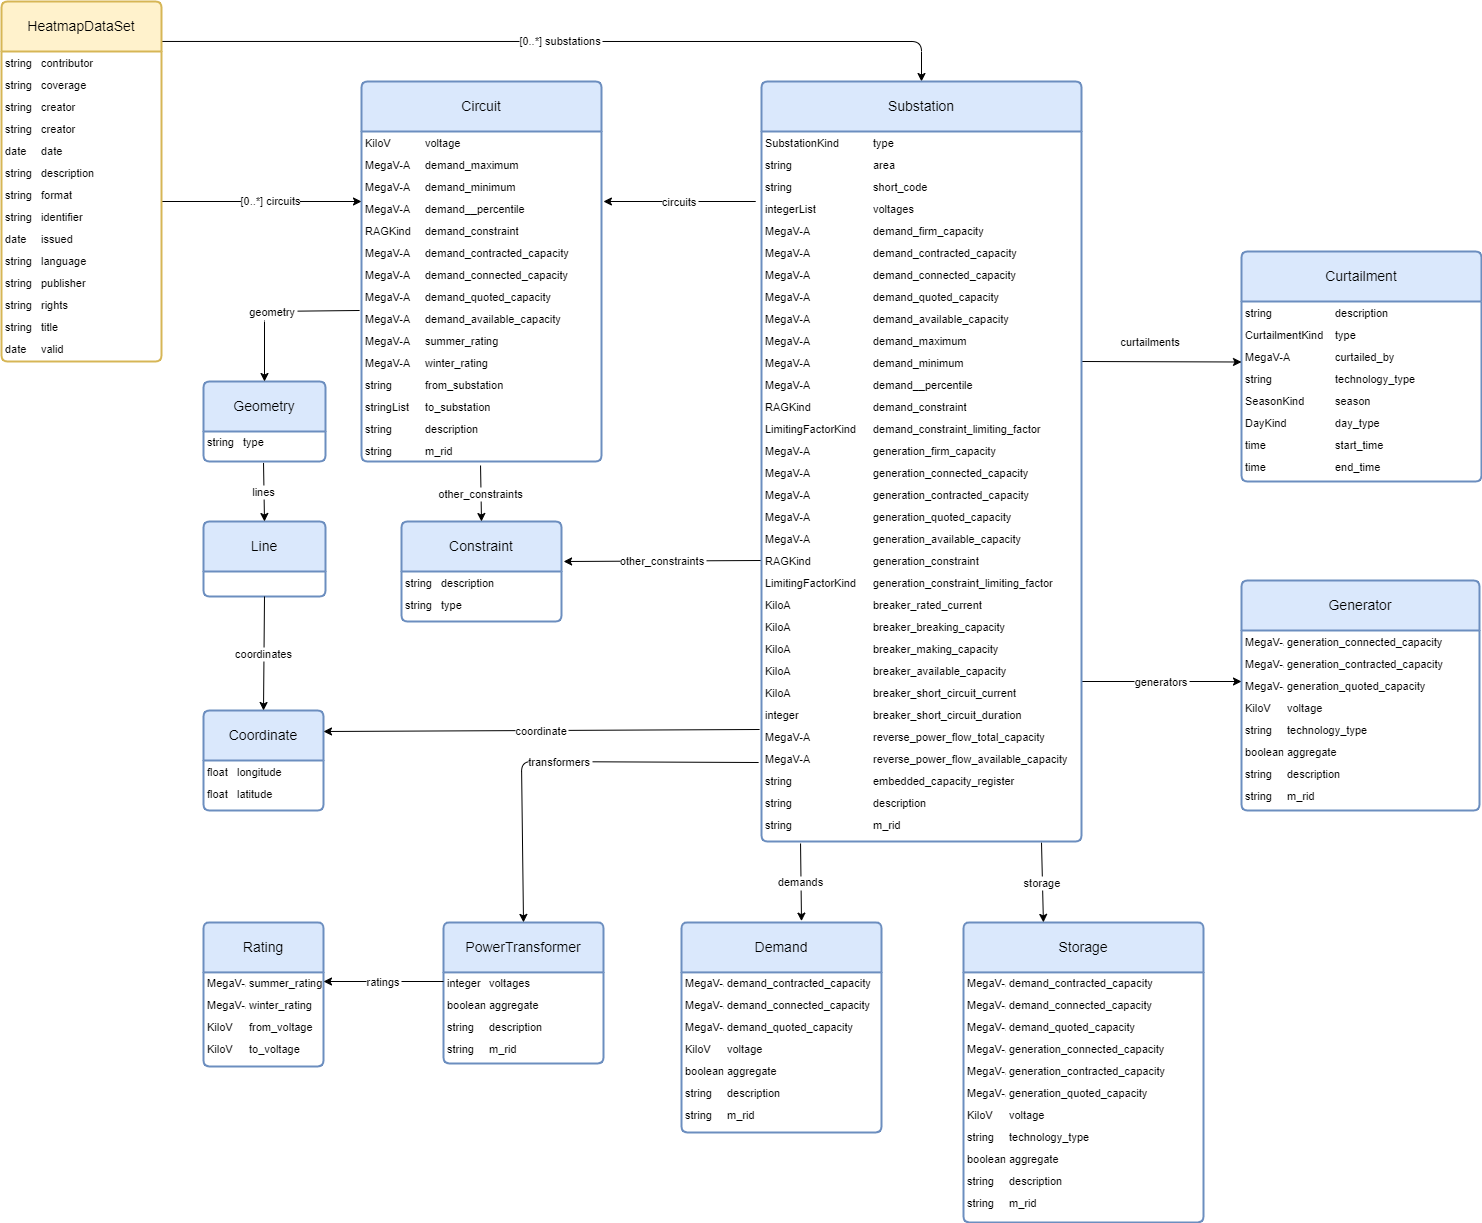 HeatmapDataSet
string contributor
string coverage
string creator
string creator
date date
string description
string format
string identifier
date issued
string language
string publisher
string rights
string title
date valid
[0..*] substations
[0..*] circuits
Circuit
KiloV voltage
MegaV-A demand_maximum
MegaV-A demand_minimum
MegaV-A demand__percentile
RAGKind demand_constraint
MegaV-A demand_contracted_capacity
MegaV-A demand_connected_capacity
MegaV-A demand_quoted_capacity
MegaV-A demand_available_capacity
MegaV-A summer_rating
MegaV-A winter_rating
string from_substation
stringList to_substation
string description
string m_rid
circuits
Substation
SubstationKind type
string area
string short_code
integerList voltages
MegaV-A demand_firm_capacity
MegaV-A demand_contracted_capacity
MegaV-A demand_connected_capacity
MegaV-A demand_quoted_capacity
MegaV-A demand_available_capacity
MegaV-A demand_maximum
MegaV-A demand_minimum
MegaV-A demand__percentile
RAGKind demand_constraint
LimitingFactorKind demand_constraint_limiting_factor
MegaV-A generation_firm_capacity
MegaV-A generation_connected_capacity
MegaV-A generation_contracted_capacity
MegaV-A generation_quoted_capacity
MegaV-A generation_available_capacity
RAGKind generation_constraint
LimitingFactorKind generation_constraint_limiting_factor
KiloA breaker_rated_current
KiloA breaker_breaking_capacity
KiloA breaker_making_capacity
KiloA breaker_available_capacity
KiloA breaker_short_circuit_current
integer breaker_short_circuit_duration
MegaV-A reverse_power_flow_total_capacity
MegaV-A reverse_power_flow_available_capacity
string embedded_capacity_register
string description
string m_rid
curtailments
Curtailment
string description
CurtailmentKind type
MegaV-A curtailed_by
string technology_type
SeasonKind season
DayKind day_type
time start_time
time end_time
geometry
Geometry
string type
lines
Line
coordinates
other_constraints
Constraint
string description
string type
other_constraints
Coordinate
float longitude
float latitude
coordinate
transformers
generators
Generator
MegaV- generation_connected_capacity
MegaV- generation_contracted_capacity
MegaV- generation_quoted_capacity
KiloV voltage
string technology_type
boolean aggregate
string description
string m_rid
demands
storage
Rating
MegaV- summer_rating
MegaV- winter_rating
KiloV from_voltage
KiloV to_voltage
ratings
PowerTransformer
integer voltages
boolean aggregate
string description
string m_rid
Demand
MegaV- demand_contracted_capacity
MegaV- demand_connected_capacity
MegaV- demand_quoted_capacity
KiloV voltage
boolean aggregate
string description
string m_rid
Storage
MegaV- demand_contracted_capacity
MegaV- demand_connected_capacity
MegaV- demand_quoted_capacity
MegaV- generation_connected_capacity
MegaV- generation_contracted_capacity
MegaV- generation_quoted_capacity
KiloV voltage
string technology_type
boolean aggregate
string description
string m_rid